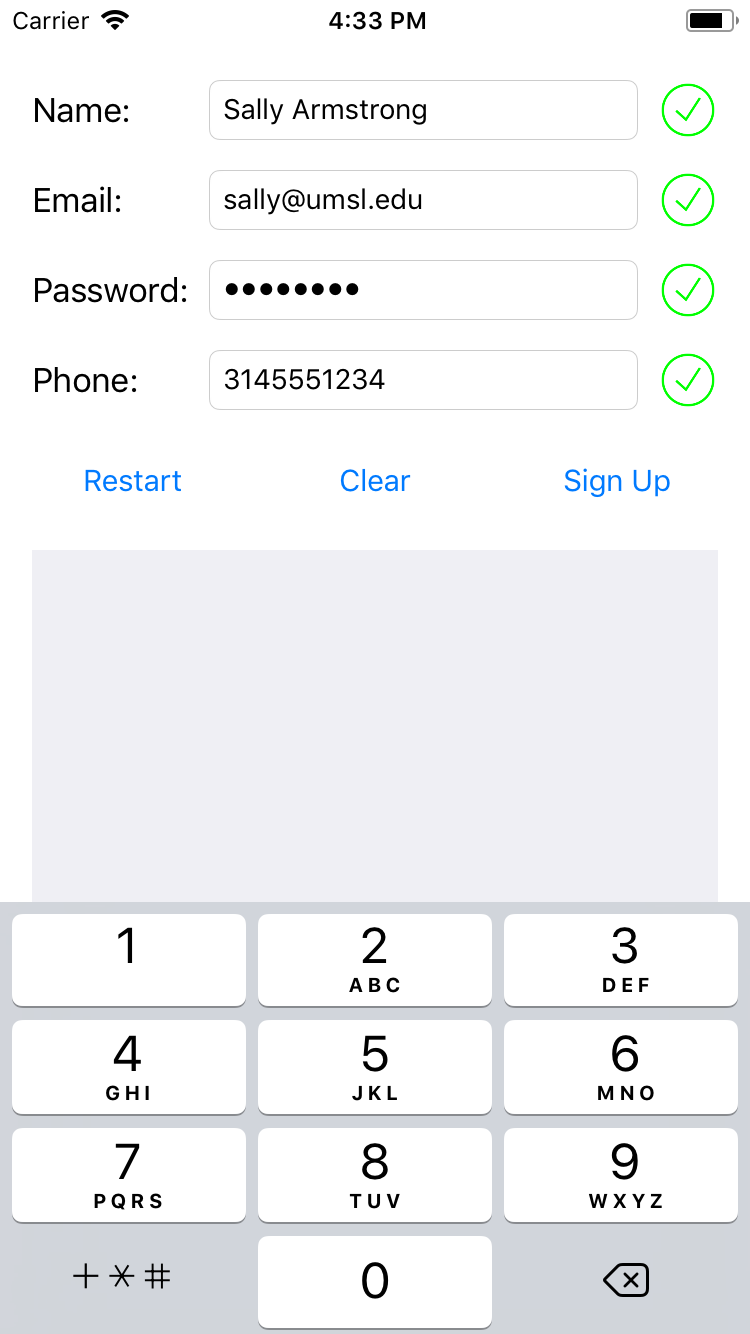 Carrier 4:33 PM
Name: Sally Armstrong
Email: sally@umsl.edu
Password: ••••••••
Phone: 3145551234
Restart Clear Sign Up
1 2 3
ABC DEF
4 5 6
GHI JKL MNO
7 8 9
PQRS TUV WXYZ
+*# 0